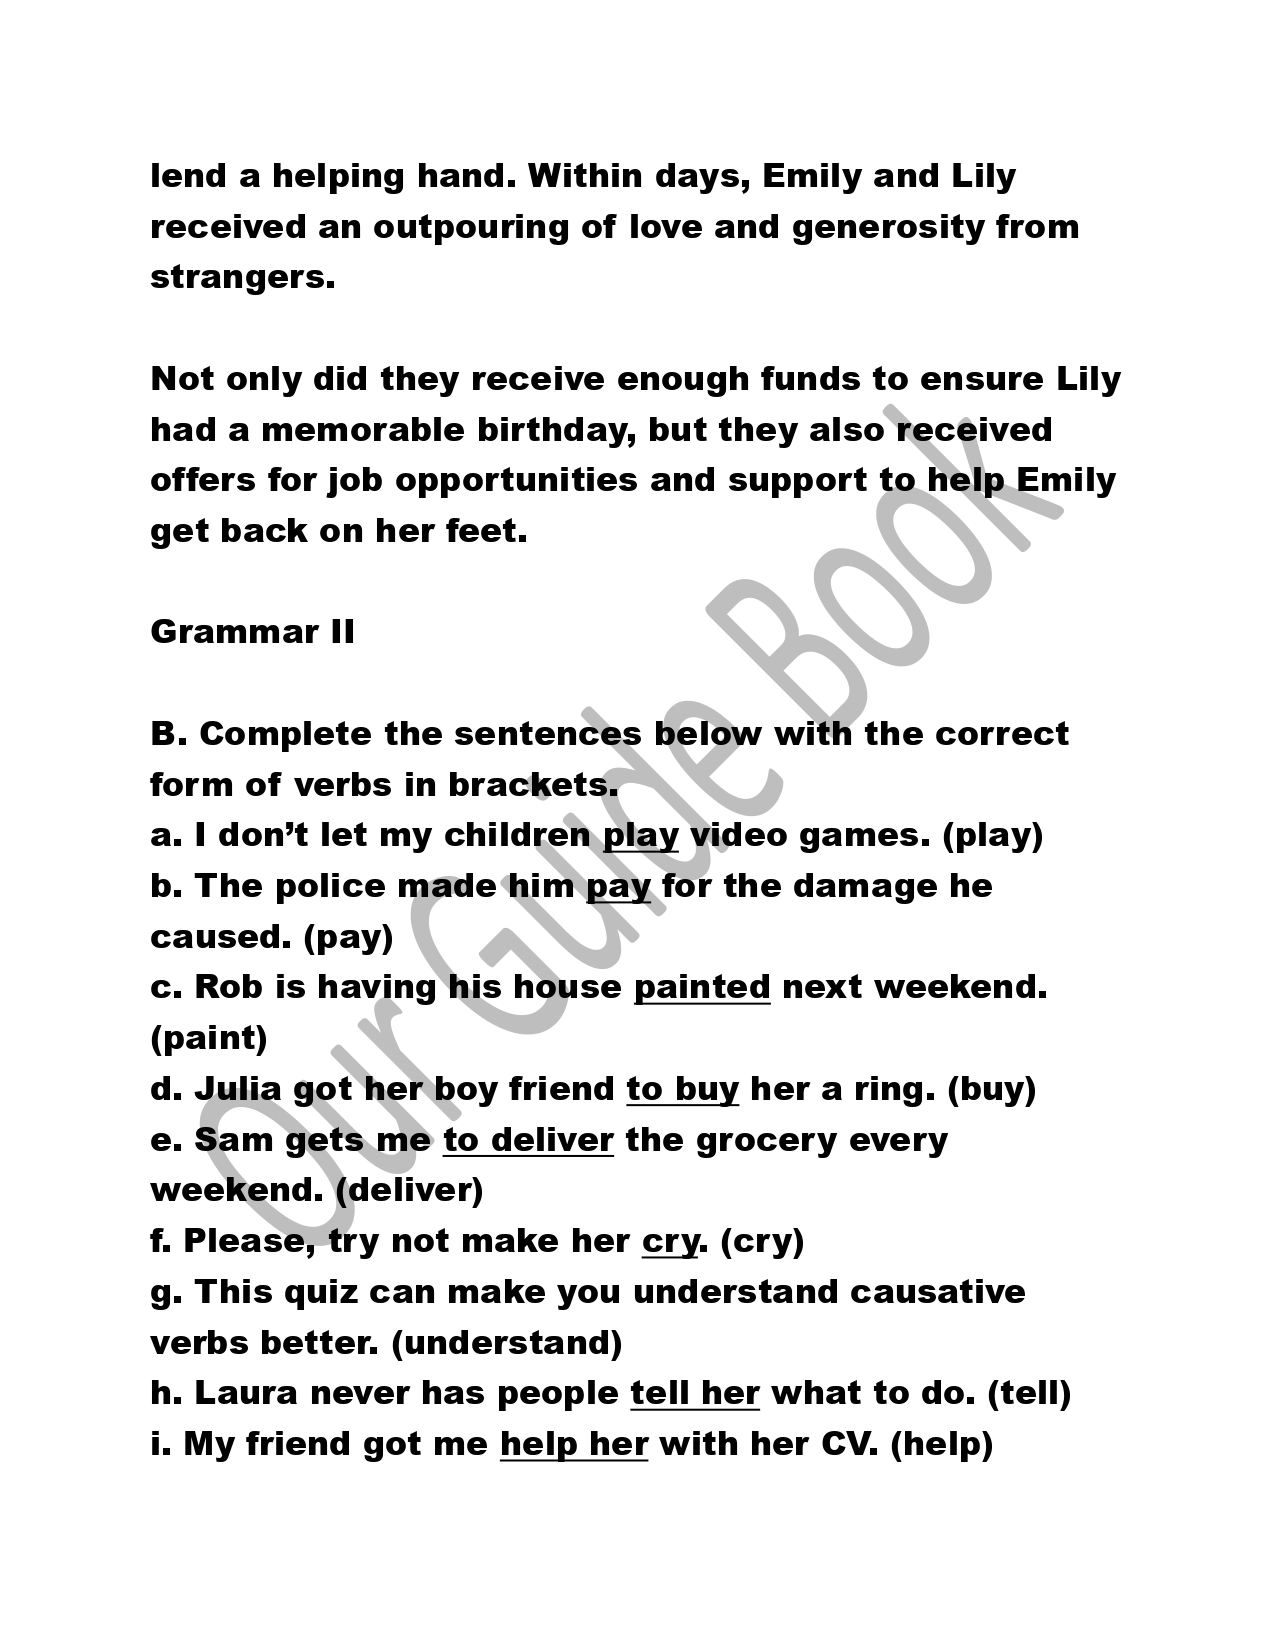 lend a helping hand. Within days, Emily and Lily
received an outpouring of love and generosity from
strangers.
Not only did they receive enough funds to ensure Lily
had a memorable birthday, but they also received
offers for job opportunities and support to help Emily
get back on her feet.
Grammar II
B. Complete the sentences below with the correct
form of verbs in brackets.
a. I don’t let my children play video games. (play)
b. The police made him pay for the damage he
caused. (pay)
c. Rob is having his house painted next weekend.
(paint)
d. Julia got her boy friend to buy her a ring. (buy)
e. Sam gets me to deliver the grocery every
weekend. (deliver)
f. Please, try not make her cry. (cry)
g. This quiz can make you understand causative
verbs better. (understand)
h. Laura never has people tell her what to do. (tell)
i. My friend got me help her with her CV. (help)
Our Guide Book